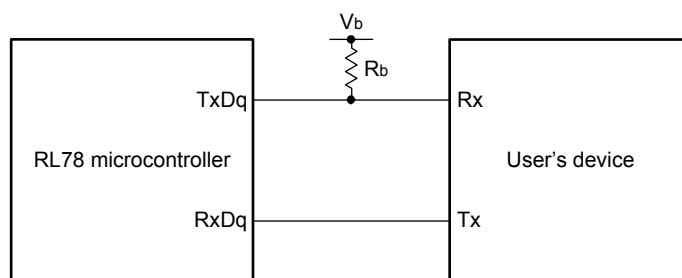 Vb
Rb
TxDq
Rx
RL78 microcontroller
User's device
RxDq
Tx